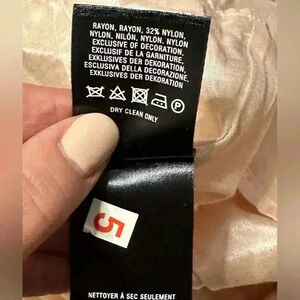 RAYON, RAYON, 32% NYLON,
NYLON, NILÓN, NYLON, NYLON
EXCLUSIVE OF DECORATION.
EXCLUSIF DE LA GARNITURE.
EXKLUSIVES DER DEKORATION.
ESCLUSIVA DELLA DECORAZIONE.
EXKLUSIVES DER DEKORATION
P
DRY CLEAN ONLY
5
NETTOYER À SEC SEULEMENT